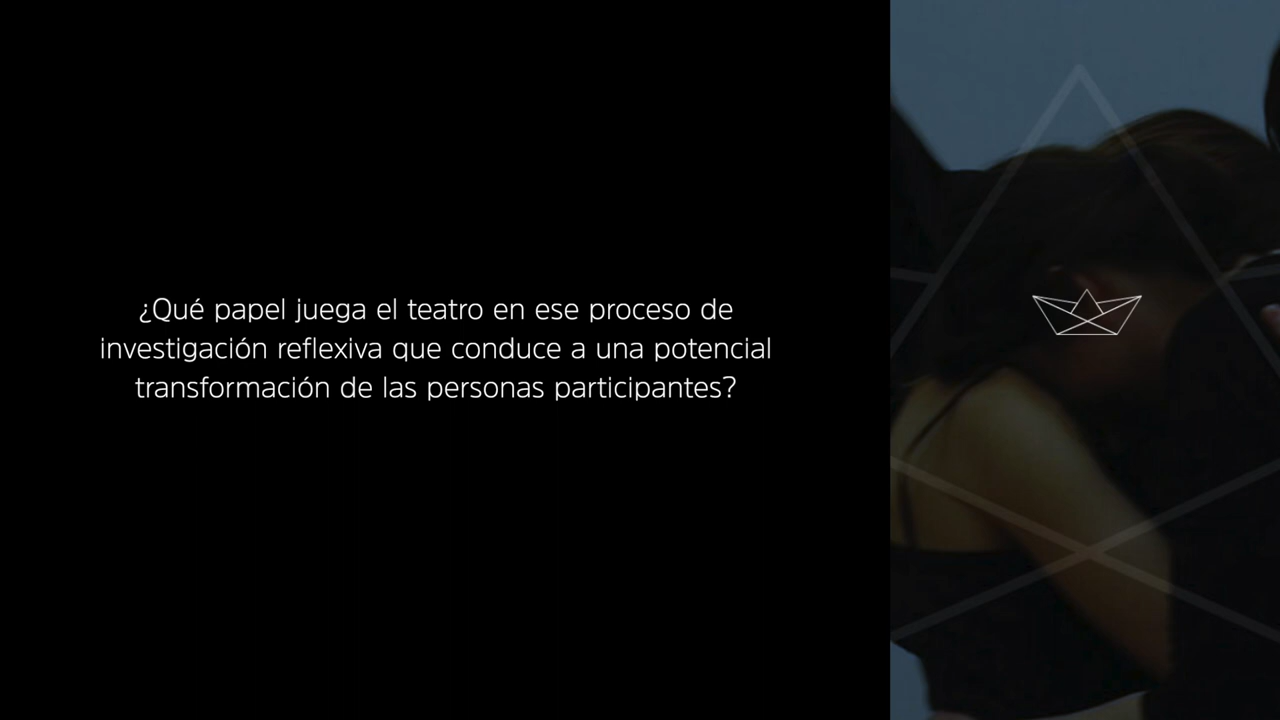 ¿Qué papel juega el teatro en ese proceso de
investigación reflexiva que conduce a una potencial
transformación de las personas participantes?